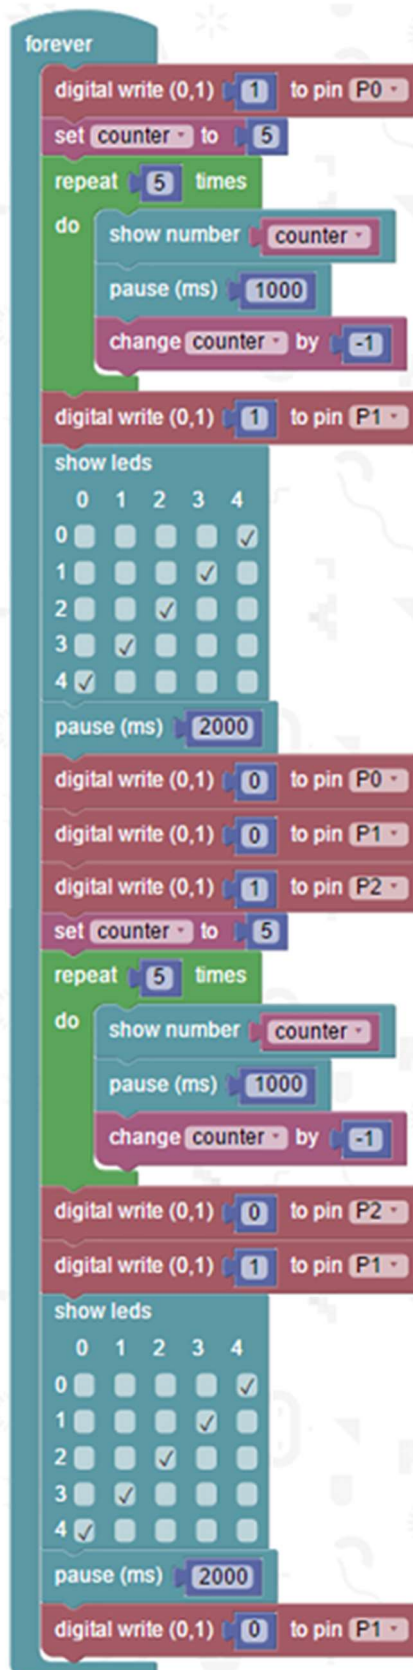 forever
digital write (0,1) 1 to pin P0
set counter to 5
repeat 5 times
do
show number counter
pause (ms) 1000
change counter by -1
digital write (0,1) 1 to pin P1
show leds
0 1 2 3 4
0
1
2
3
4
pause (ms) 2000
digital write (0,1) 0 to pin P0
digital write (0,1) 0 to pin P1
digital write (0,1) 1 to pin P2
set counter to 5
repeat 5 times
do
show number counter
pause (ms) 1000
change counter by -1
digital write (0,1) 0 to pin P2
digital write (0,1) 1 to pin P1
show leds
0 1 2 3 4
0
1
2
3
4
pause (ms) 2000
digital write (0,1) 0 to pin P1